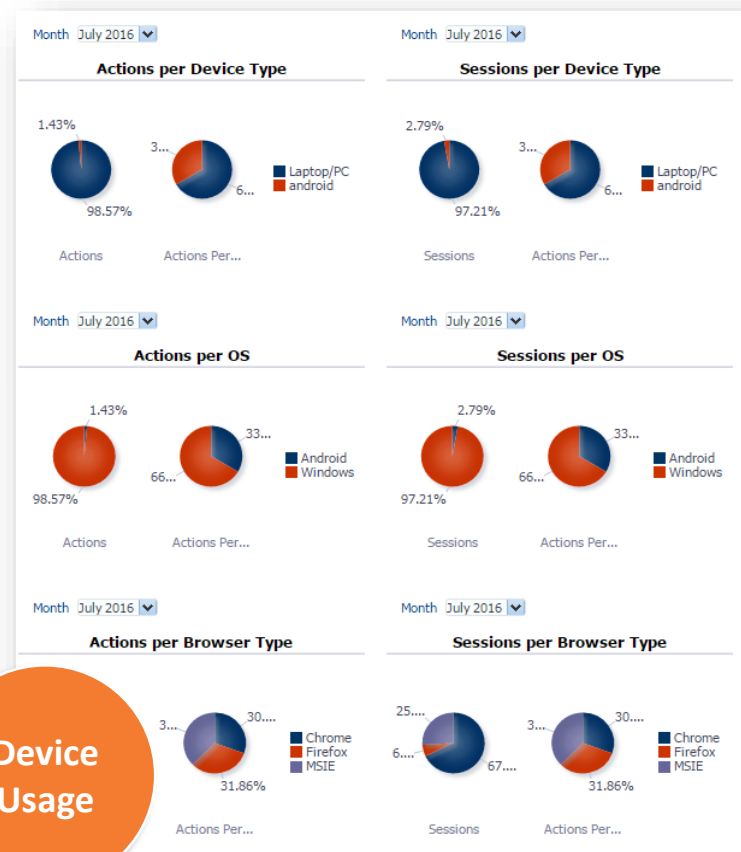 Month July 2016
Month July 2016
Actions per Device Type
Sessions per Device Type
1.43%
3...
6...
98.57%
Laptop/PC
android
Actions
Actions Per...
2.79%
3...
6...
97.21%
Laptop/PC
android
Sessions
Actions Per...
Month July 2016
Month July 2016
Actions per OS
Sessions per OS
1.43%
33...
66...
98.57%
Android
Windows
Actions
Actions Per...
2.79%
33...
66...
97.21%
Android
Windows
Sessions
Actions Per...
Month July 2016
Month July 2016
Actions per Browser Type
Sessions per Browser Type
3...
30....
31.86%
Chrome
Firefox
MSIE
Actions Per...
25....
6....
67....
3...
30....
31.86%
Chrome
Firefox
MSIE
Sessions
Actions Per...
Device
Usage